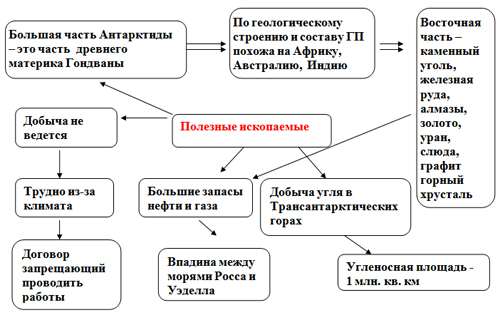 Большая часть Антарктиды
– это часть древнего
материка Гондваны
По геологическому
строению и составу ГП
похожа на Африку,
Австралию, Индию
Восточная
часть –
каменный
уголь,
железная
руда,
алмазы,
золото,
уран,
слюда,
графит
горный
хрусталь
Добыча не
ведется
Полезные ископаемые
Трудно из-за
климата
Большие запасы
нефти и газа
Добыча угля в
Трансантарктических
горах
Договор
запрещающий
проводить
работы
Впадина между
морями Росса и
Уэделла
Угленосная площадь -
1 млн. кв. км